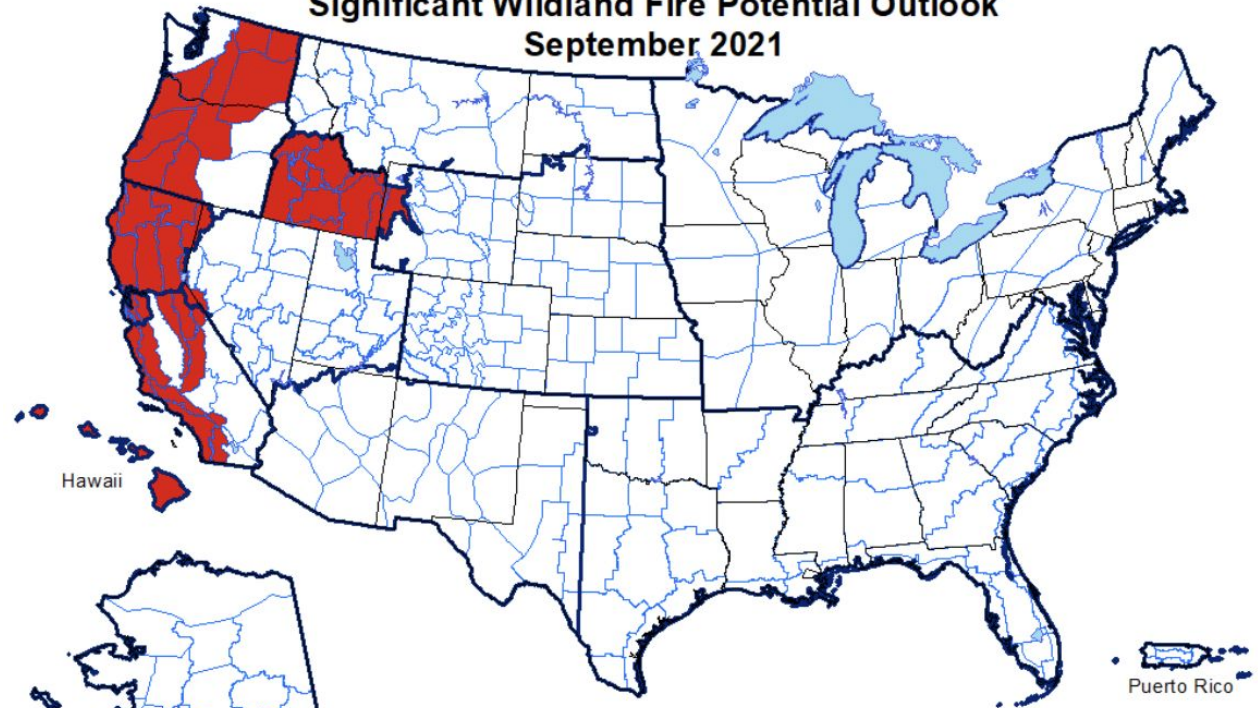 Significant Wildland Fire Potential Outlook
September 2021
Hawaii
Puerto Rico